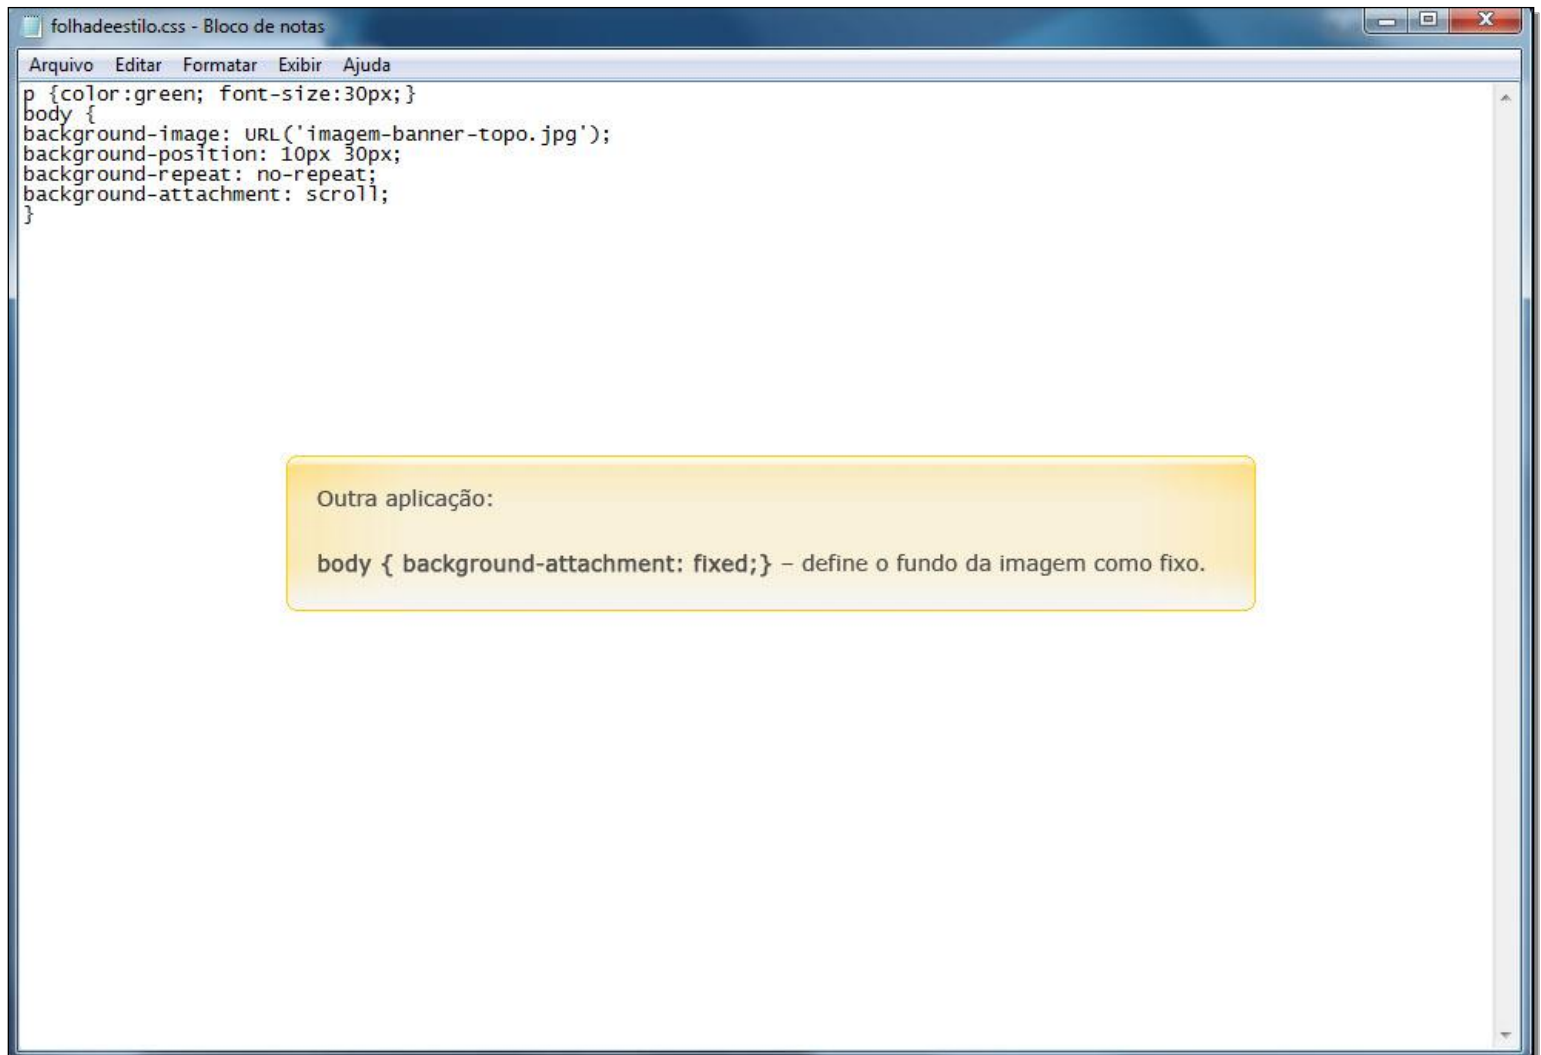 folhadeestilo.css - Bloco de notas
Arquivo Editar Formatar Exibir Ajuda
p {color:green; font-size:30px;}
body {
background-image: URL('imagem-banner-topo.jpg');
background-position: 10px 30px;
background-repeat: no-repeat;
background-attachment: scroll;
}
Outra aplicação:
body { background-attachment: fixed;} – define o fundo da imagem como fixo.